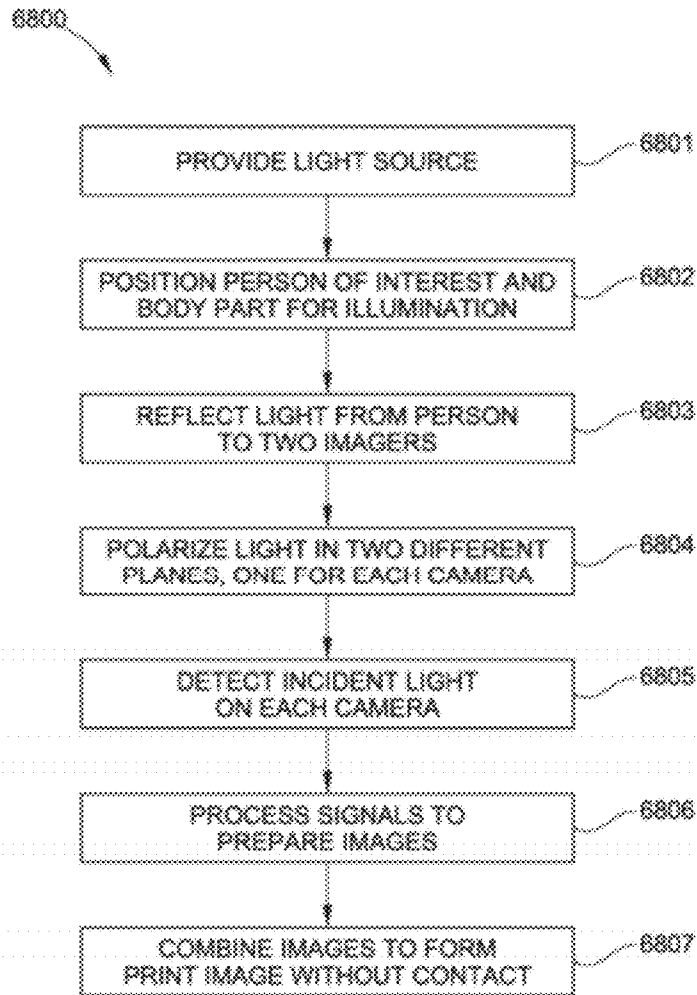 6800
PROVIDE LIGHT SOURCE
6801
POSITION PERSON OF INTEREST AND
BODY PART FOR ILLUMINATION
6802
REFLECT LIGHT FROM PERSON
TO TWO IMAGERS
6803
POLARIZE LIGHT IN TWO DIFFERENT
PLANES, ONE FOR EACH CAMERA
6804
DETECT INCIDENT LIGHT
ON EACH CAMERA
6805
PROCESS SIGNALS TO
PREPARE IMAGES
6806
COMBINE IMAGES TO FORM
PRINT IMAGE WITHOUT CONTACT
6807